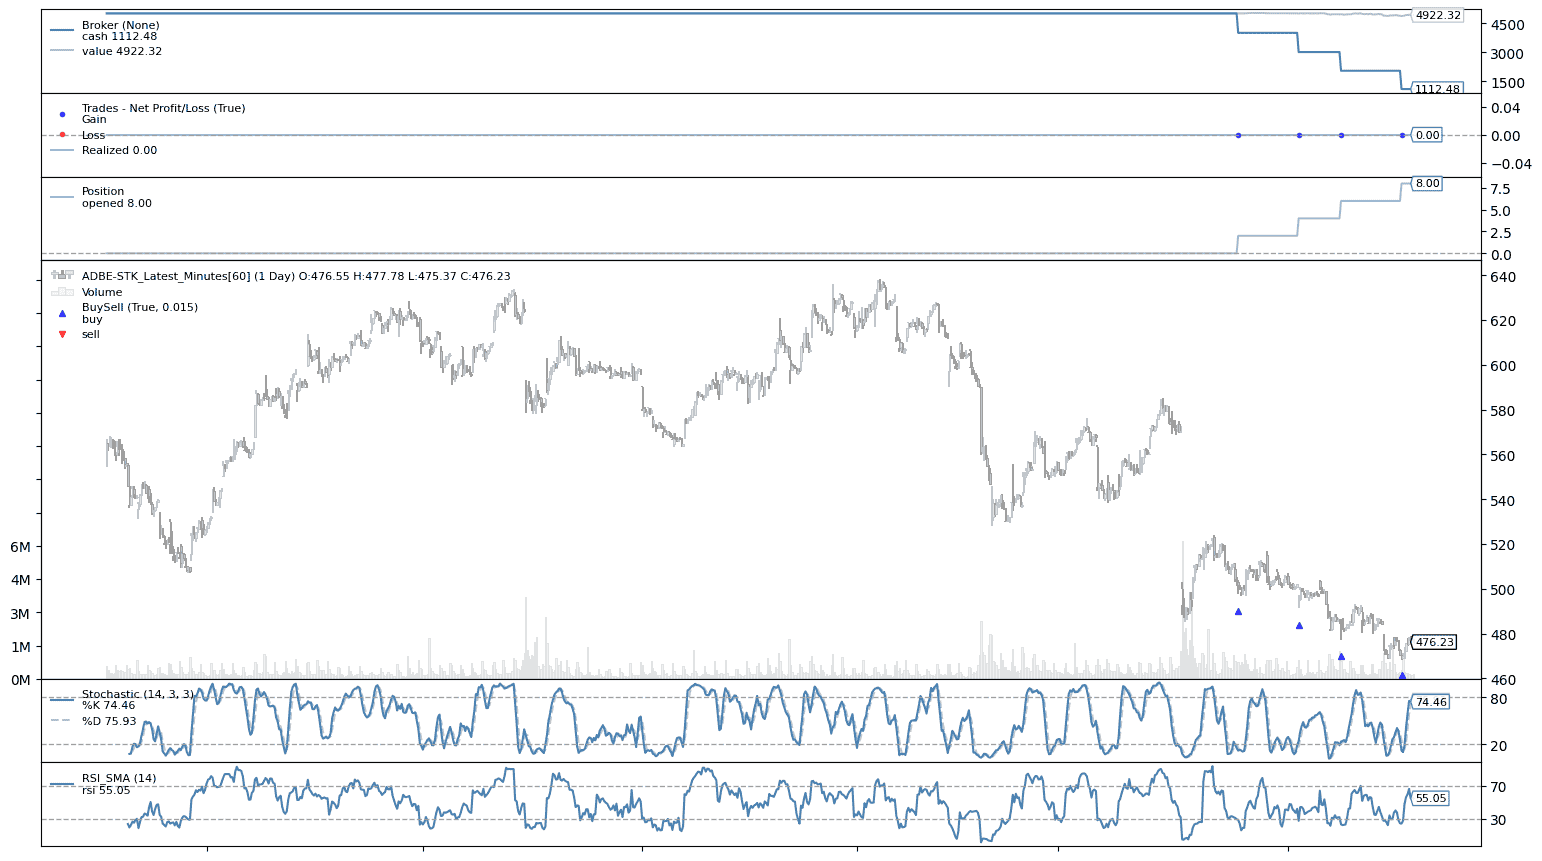 Broker (None)
cash 1112.48
value 4922.32
4922.32
4500
3000
1500
1112.48
Trades - Net Profit/Loss (True)
Gain
Loss
Realized 0.00
0.04
0.00
0.00
−0.04
Position
opened 8.00
8.00
7.5
5.0
2.5
0.0
ADBE-STK_Latest_Minutes[60] (1 Day) O:476.55 H:477.78 L:475.37 C:476.23
Volume
BuySell (True, 0.015)
buy
sell
640
620
600
580
560
540
520
500
480
476.23
460
6M
4M
3M
1M
0M
Stochastic (14, 3, 3)
%K 74.46
%D 75.93
80
74.46
20
RSI_SMA (14)
rsi 55.05
70
55.05
30